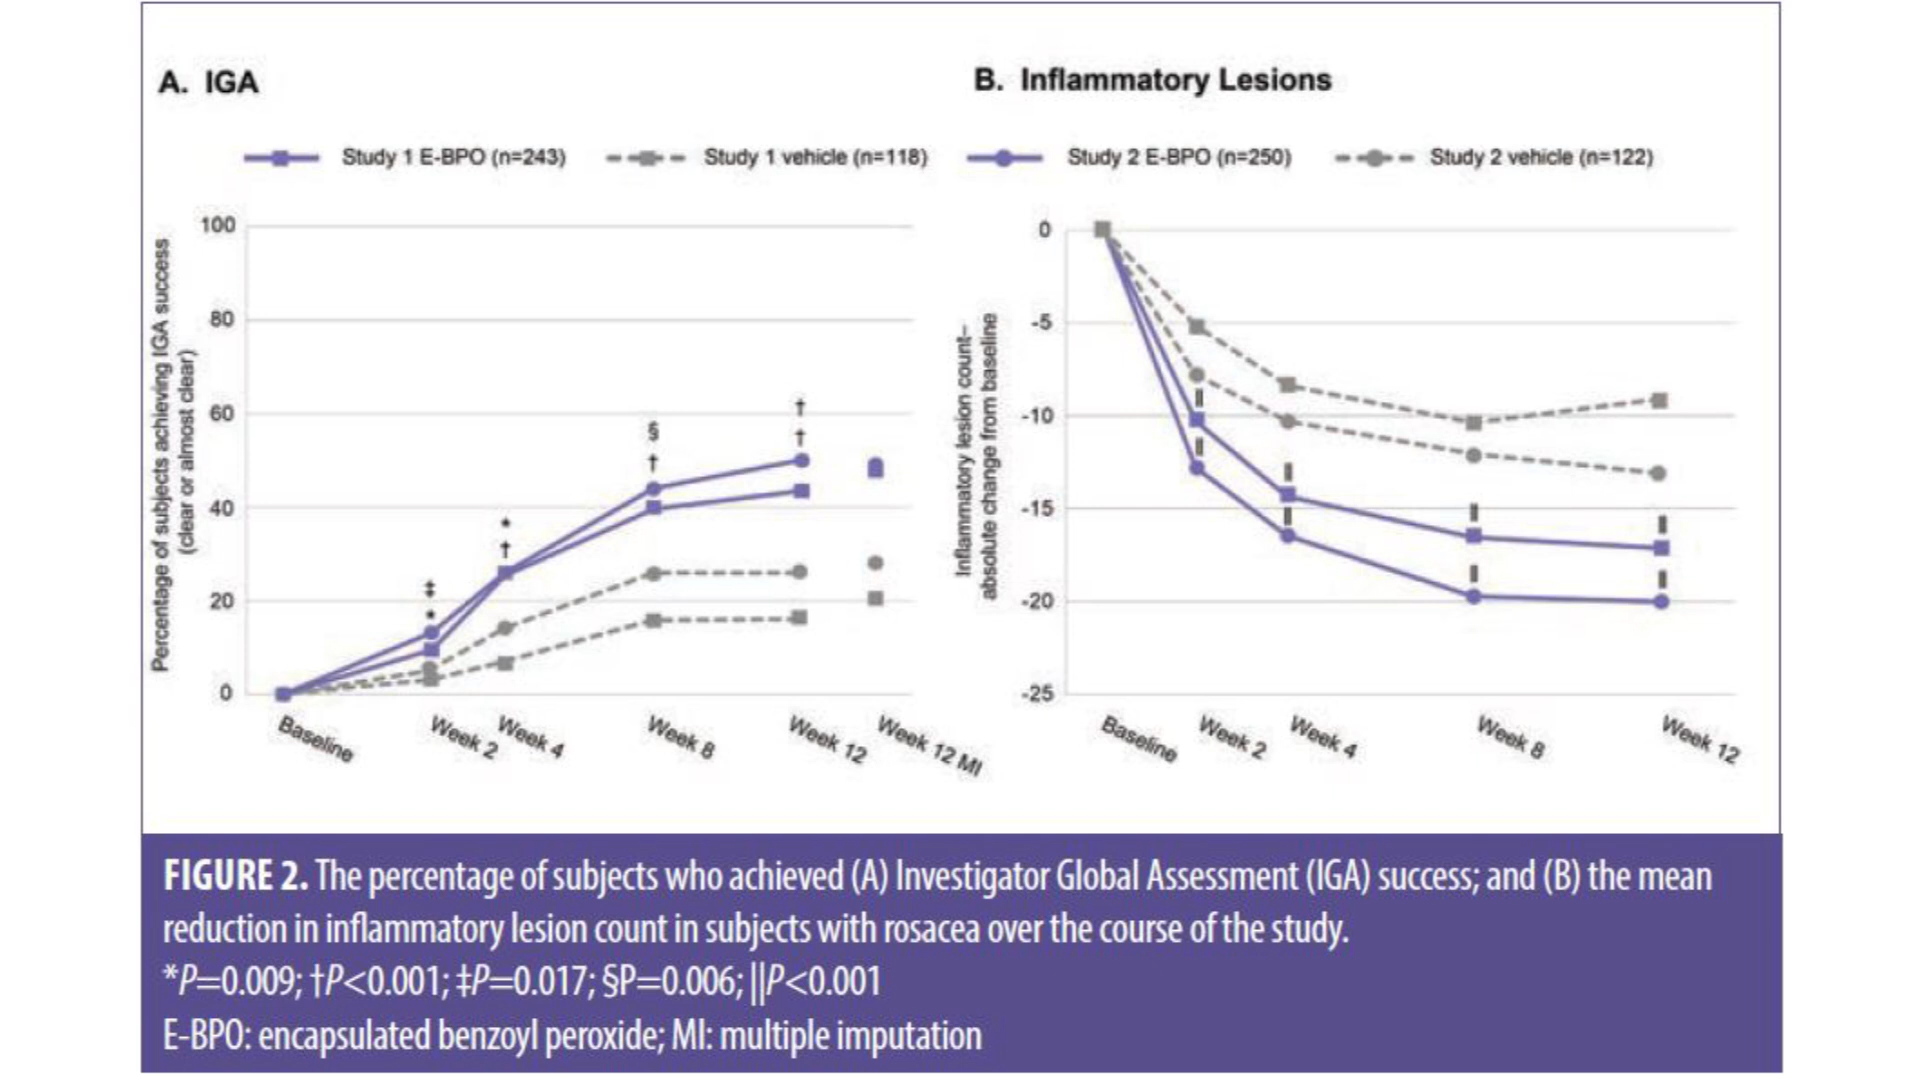 A. IGA
B. Inflammatory Lesions
Study 1 E-BPO (n=243)
Study 1 vehicle (n=118)
Study 2 E-BPO (n=250)
Study 2 vehicle (n=122)
Percentage of subjects achieving IGA success
(clear or almost clear)
100
80
60
40
20
0
‡
*
*
†
§
†
†
†
Baseline
Week 2
Week 4
Week 8
Week 12
Week 12 MI
Inflammatory lesion count–
absolute change from baseline
0
-5
-10
-15
-20
-25
||
||
||
||
||
||
||
||
Baseline
Week 2
Week 4
Week 8
Week 12
FIGURE 2. The percentage of subjects who achieved (A) Investigator Global Assessment (IGA) success; and (B) the mean
reduction in inflammatory lesion count in subjects with rosacea over the course of the study.
*P=0.009; †P<0.001; ‡P=0.017; §P=0.006; ||P<0.001
E-BPO: encapsulated benzoyl peroxide; MI: multiple imputation